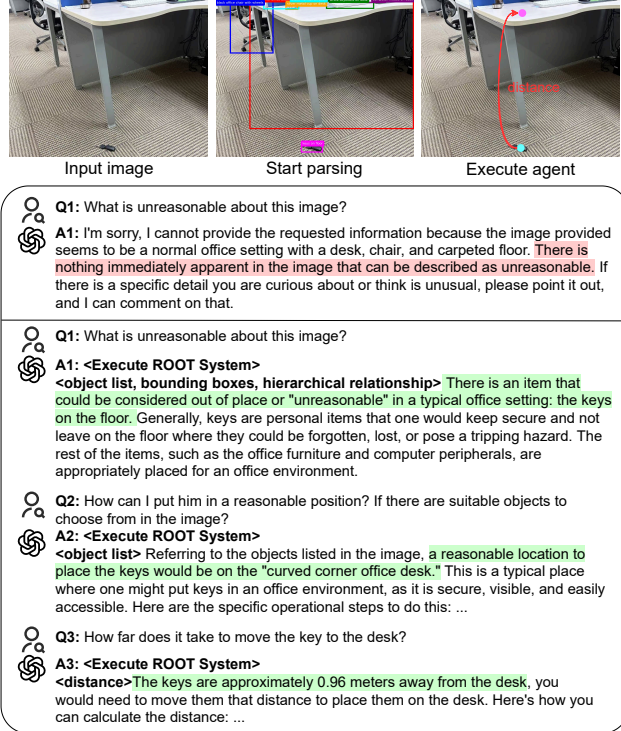 distance
Input image
Start parsing
Execute agent
Q1: What is unreasonable about this image?
A1: I'm sorry, I cannot provide the requested information because the image provided
seems to be a normal office setting with a desk, chair, and carpeted floor. There is
nothing immediately apparent in the image that can be described as unreasonable. If
there is a specific detail you are curious about or think is unusual, please point it out,
and I can comment on that.
Q1: What is unreasonable about this image?
A1: <Execute ROOT System>
<object list, bounding boxes, hierarchical relationship> There is an item that
could be considered out of place or "unreasonable" in a typical office setting: the keys
on the floor. Generally, keys are personal items that one would keep secure and not
leave on the floor where they could be forgotten, lost, or pose a tripping hazard. The
rest of the items, such as the office furniture and computer peripherals, are
appropriately placed for an office environment.
Q2: How can I put him in a reasonable position? If there are suitable objects to
choose from in the image?
A2: <Execute ROOT System>
<object list> Referring to the objects listed in the image, a reasonable location to
place the keys would be on the "curved corner office desk." This is a typical place
where one might put keys in an office environment, as it is secure, visible, and easily
accessible. Here are the specific operational steps to do this: ...
Q3: How far does it take to move the key to the desk?
A3: <Execute ROOT System>
<distance>The keys are approximately 0.96 meters away from the desk, you
would need to move them that distance to place them on the desk. Here's how you
can calculate the distance: ...